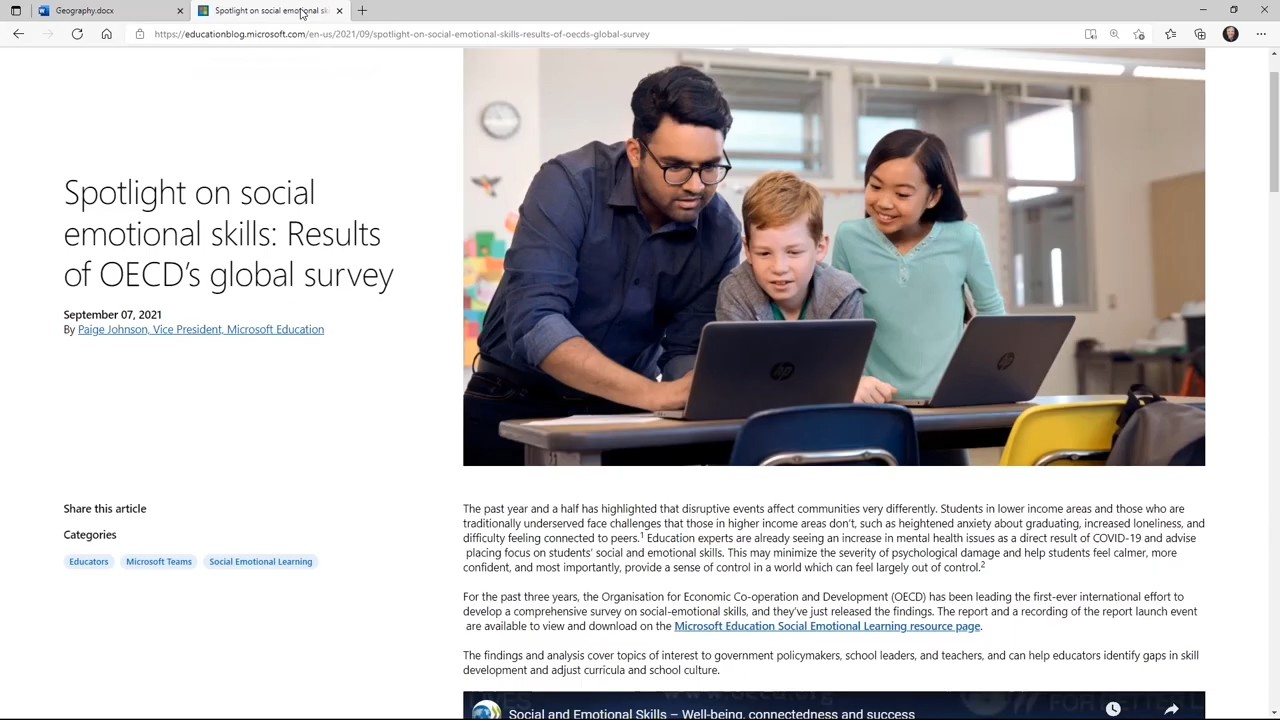 Geography.docx
Spotlight on social emotional sk
https://educationblog.microsoft.com/en-us/2021/09/spotlight-on-social-emotional-skills-results-of-oecds-global-survey
Spotlight on social
emotional skills: Results
of OECD's global survey
September 07, 2021
By Paige Johnson, Vice President, Microsoft Education
hp
hp
Share this article
Categories
Educators
Microsoft Teams
Social Emotional Learning
The past year and a half has highlighted that disruptive events affect communities very differently. Students in lower income areas and those who are
traditionally underserved face challenges that those in higher income areas don't, such as heightened anxiety about graduating, increased loneliness, and
difficulty feeling connected to peers.1 Education experts are already seeing an increase in mental health issues as a direct result of COVID-19 and advise
placing focus on students' social and emotional skills. This may minimize the severity of psychological damage and help students feel calmer, more
confident, and most importantly, provide a sense of control in a world which can feel largely out of control.2
For the past three years, the Organisation for Economic Co-operation and Development (OECD) has been leading the first-ever international effort to
develop a comprehensive survey on social-emotional skills, and they've just released the findings. The report and a recording of the report launch event
are available to view and download on the Microsoft Education Social Emotional Learning resource page.
The findings and analysis cover topics of interest to government policymakers, school leaders, and teachers, and can help educators identify gaps in skill
development and adjust curricula and school culture.
Social and Emotional Skills – Well-being, connectedness and success